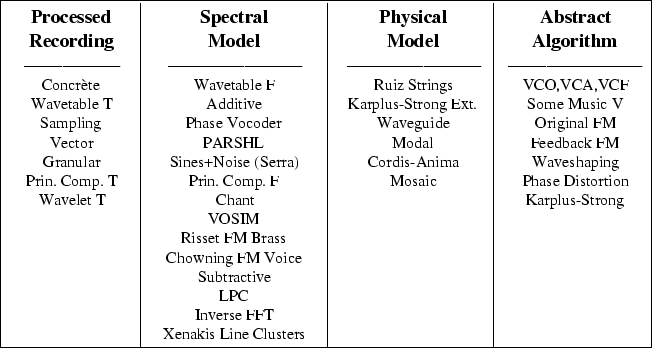 Processed Recording
Concrète
Wavetable T
Sampling
Vector
Granular
Prin. Comp. T
Wavelet T
Spectral Model
Wavetable F
Additive
Phase Vocoder
PARSHL
Sines+Noise (Serra)
Prin. Comp. F
Chant
VOSIM
Risset FM Brass
Chowning FM Voice
Subtractive
LPC
Inverse FFT
Xenakis Line Clusters
Physical Model
Ruiz Strings
Karplus-Strong Ext.
Waveguide
Modal
Cordis-Anima
Mosaic
Abstract Algorithm
VCO,VCA,VCF
Some Music V
Original FM
Feedback FM
Waveshaping
Phase Distortion
Karplus-Strong